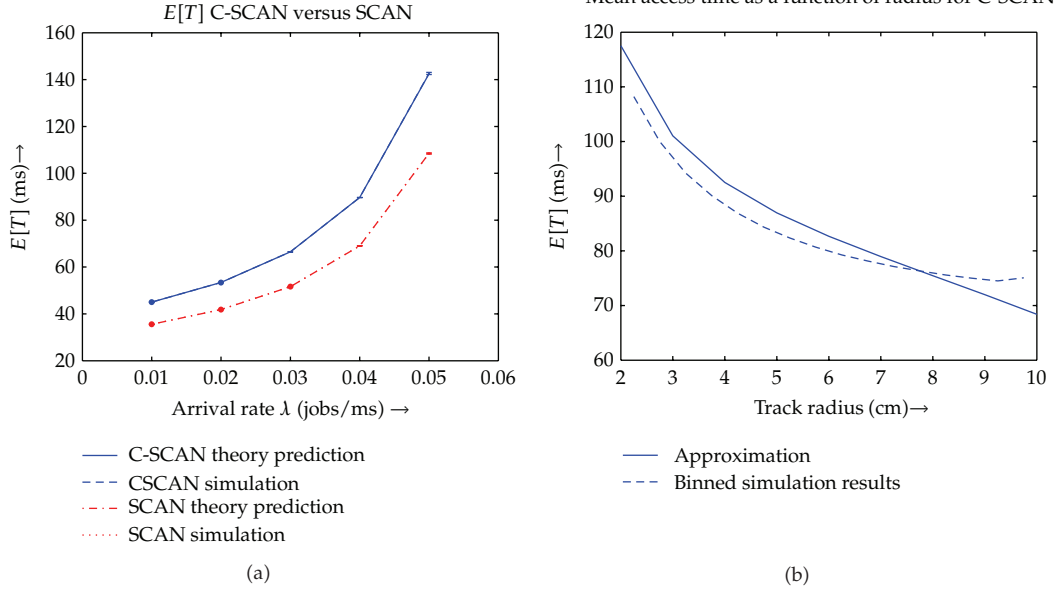 E[T] C-SCAN versus SCAN
160
140
120
100
80
60
40
20
E[T] (ms)→
0
0.01
0.02
0.03
0.04
0.05
0.06
Arrival rate λ (jobs/ms) →
C-SCAN theory prediction
CSCAN simulation
SCAN theory prediction
SCAN simulation
(a)
Mean access time as a function of radius for C-SCAN
120
110
100
90
80
70
60
E[T] (ms)→
2
3
4
5
6
7
8
9
10
Track radius (cm)→
Approximation
Binned simulation results
(b)